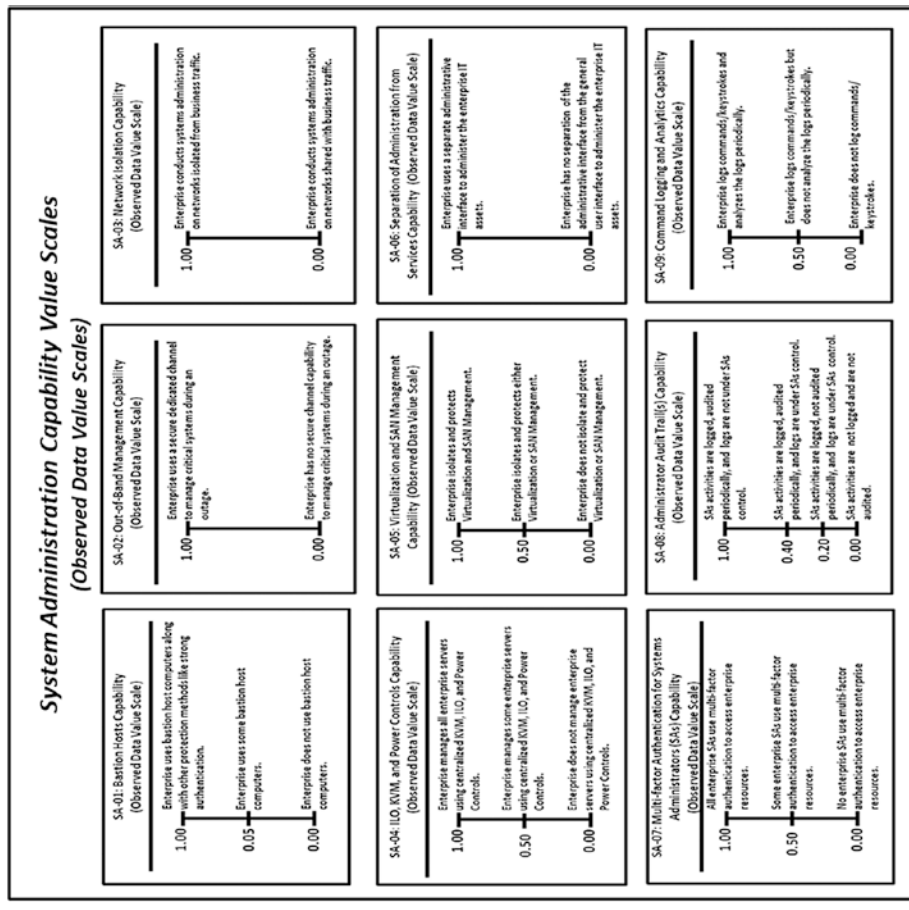 System Administration Capability Value Scales
(Observed Data Value Scales)
SA-01: Bastion Hosts Capability
(Observed Data Value Scale)
1.00
Enterprise uses bastion host computers along
with other protection methods like strong
authentication.
0.05
Enterprise uses some bastion host
computers.
0.00
Enterprise does not use bastion host
computers.
SA-02: Out-of-Band Management Capability
(Observed Data Value Scale)
1.00
Enterprise uses a secure dedicated channel
to manage critical systems during an
outage.
0.00
Enterprise has no secure channel capability
to manage critical systems during an outage.
SA-03: Network Isolation Capability
(Observed Data Value Scale)
1.00
Enterprise conducts systems administration
on networks isolated from business traffic.
0.00
Enterprise conducts systems administration
on networks shared with business traffic.
SA-04: ILO, KVM, and Power Controls Capability
(Observed Data Value Scale)
1.00
Enterprise manages all enterprise servers
using centralized KVM, ILO, and Power
Controls.
0.50
Enterprise manages some enterprise servers
using centralized KVM, ILO, and Power
Controls.
0.00
Enterprise does not manage enterprise
servers using centralized KVM, ILO, and
Power Controls.
SA-05: Virtualization and SAN Management
Capability (Observed Data Value Scale)
1.00
Enterprise isolates and protects
Virtualization and SAN Management.
0.50
Enterprise isolates and protects either
Virtualization or SAN Management.
0.00
Enterprise does not isolate and protect
Virtualization or SAN Management.
SA-06: Separation of Administration from
Services Capability (Observed Data Value Scale)
1.00
Enterprise uses a separate administrative
interface to administer the enterprise IT
assets.
0.00
Enterprise has no separation of the
administrative interface from the general
user interface to administer the enterprise IT
assets.
SA-07: Multi-factor Authentication for Systems
Administrators (SAs) Capability
(Observed Data Value Scale)
1.00
All enterprise SAs use multi-factor
authentication to access enterprise
resources.
0.50
Some enterprise SAs use multi-factor
authentication to access enterprise
resources.
0.00
No enterprise SAs use multi-factor
authentication to access enterprise
resources.
SA-08: Administrator Audit Trail(s) Capability
(Observed Data Value Scale)
1.00
SAs activities are logged, audited
periodically, and logs are not under SAs
control.
0.40
SAs activities are logged, audited
periodically, and logs are under SAs control.
0.20
SAs activities are logged, not audited
periodically, and logs are under SAs control.
0.00
SAs activities are not logged and are not
audited.
SA-09: Command Logging and Analytics Capability
(Observed Data Value Scale)
1.00
Enterprise logs commands/keystrokes and
analyzes the logs periodically.
0.50
Enterprise logs commands/keystrokes but
does not analyze the logs periodically.
0.00
Enterprise does not log commands/
keystrokes.